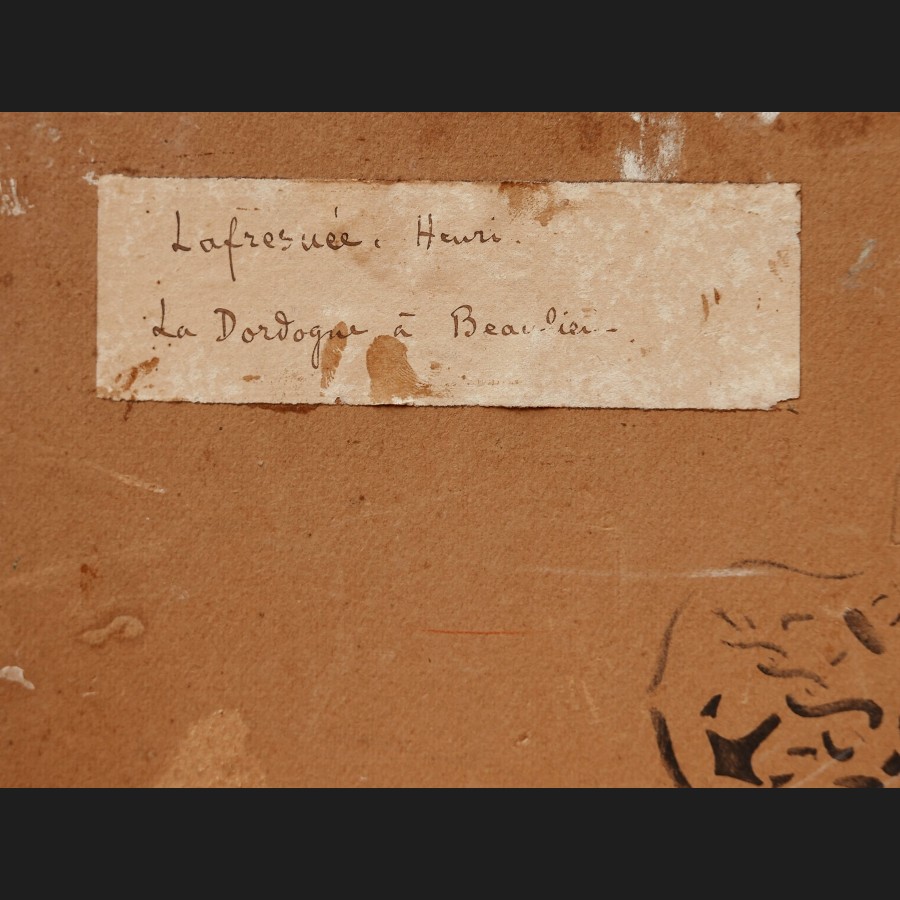 Lafresnée. Henri.
La Dordogne à Beaulieu